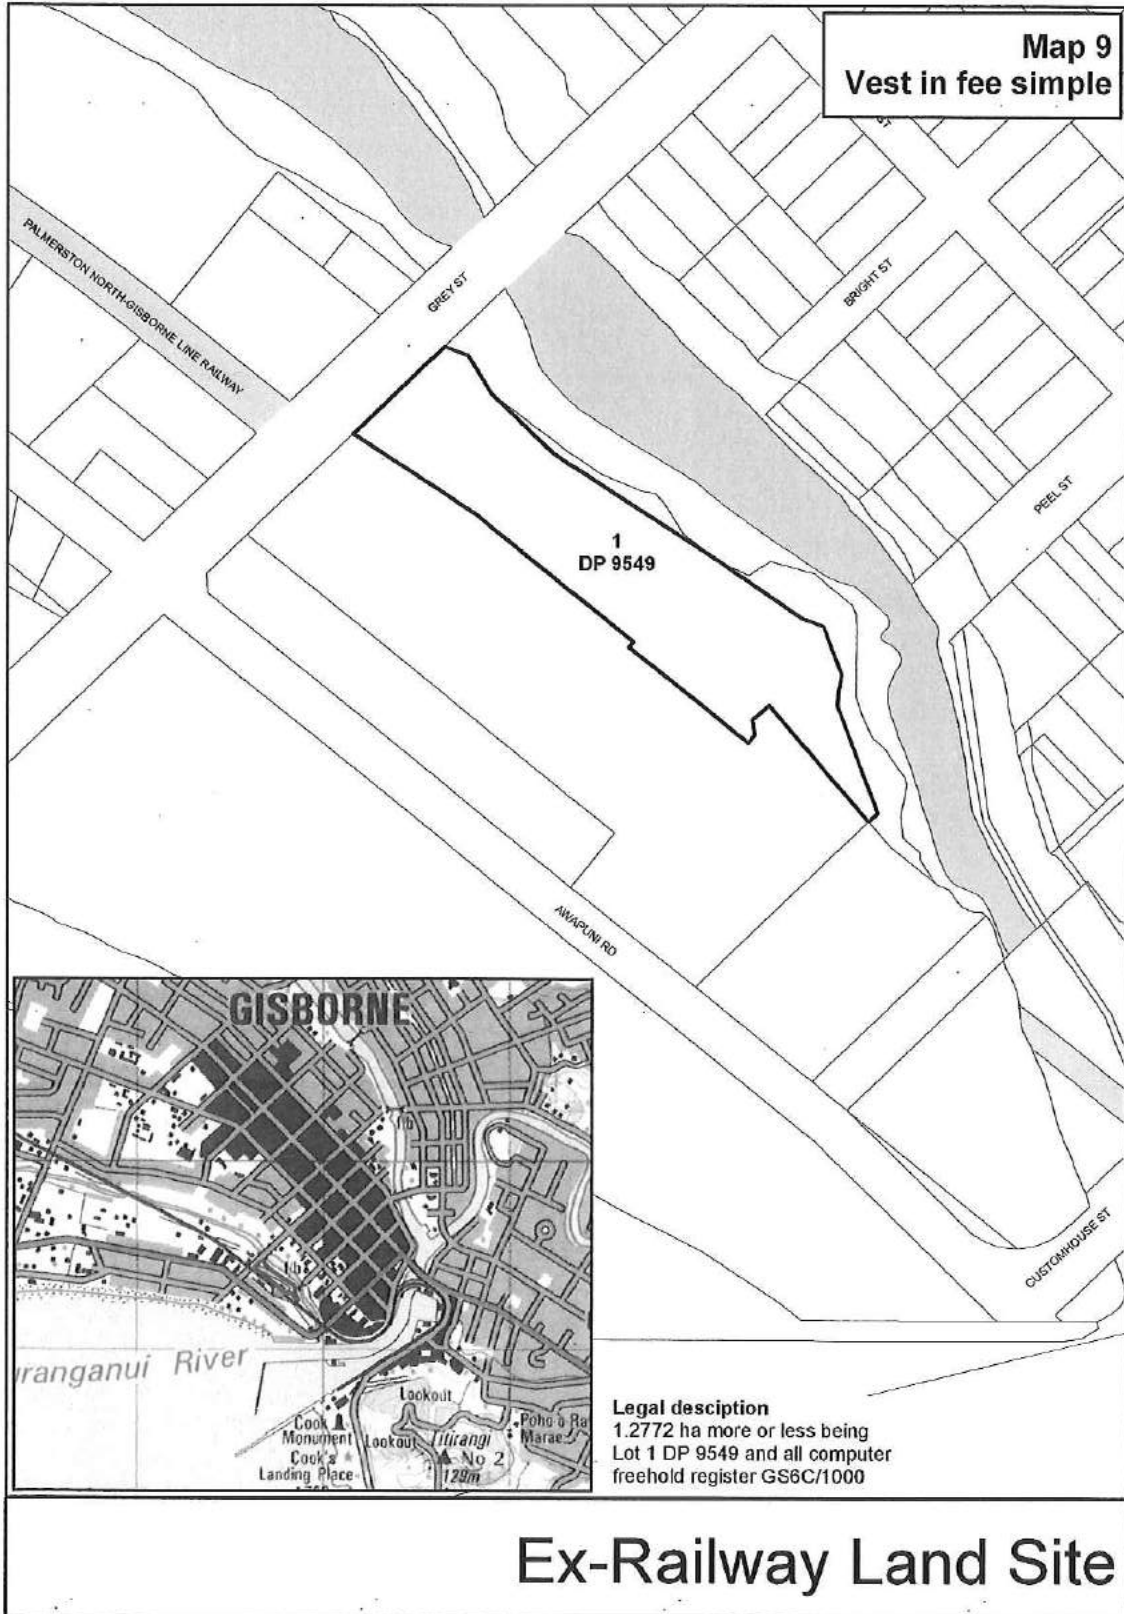 Map 9
Vest in fee simple
PALMERSTON NORTH-GISBORNE LINE RAILWAY
GREY ST
BRIGHT ST
PEEL ST
1
DP 9549
AWAPUNI RD
CUSTOMHOUSE ST
GISBORNE
uranganui River
Cook
Monument
Cook's
Landing Place
Lookout
Lookout
Titirangi
No 2
129m
Poho o Ra
Marae
Legal desciption
1.2772 ha more or less being
Lot 1 DP 9549 and all computer
freehold register GS6C/1000
Ex-Railway Land Site